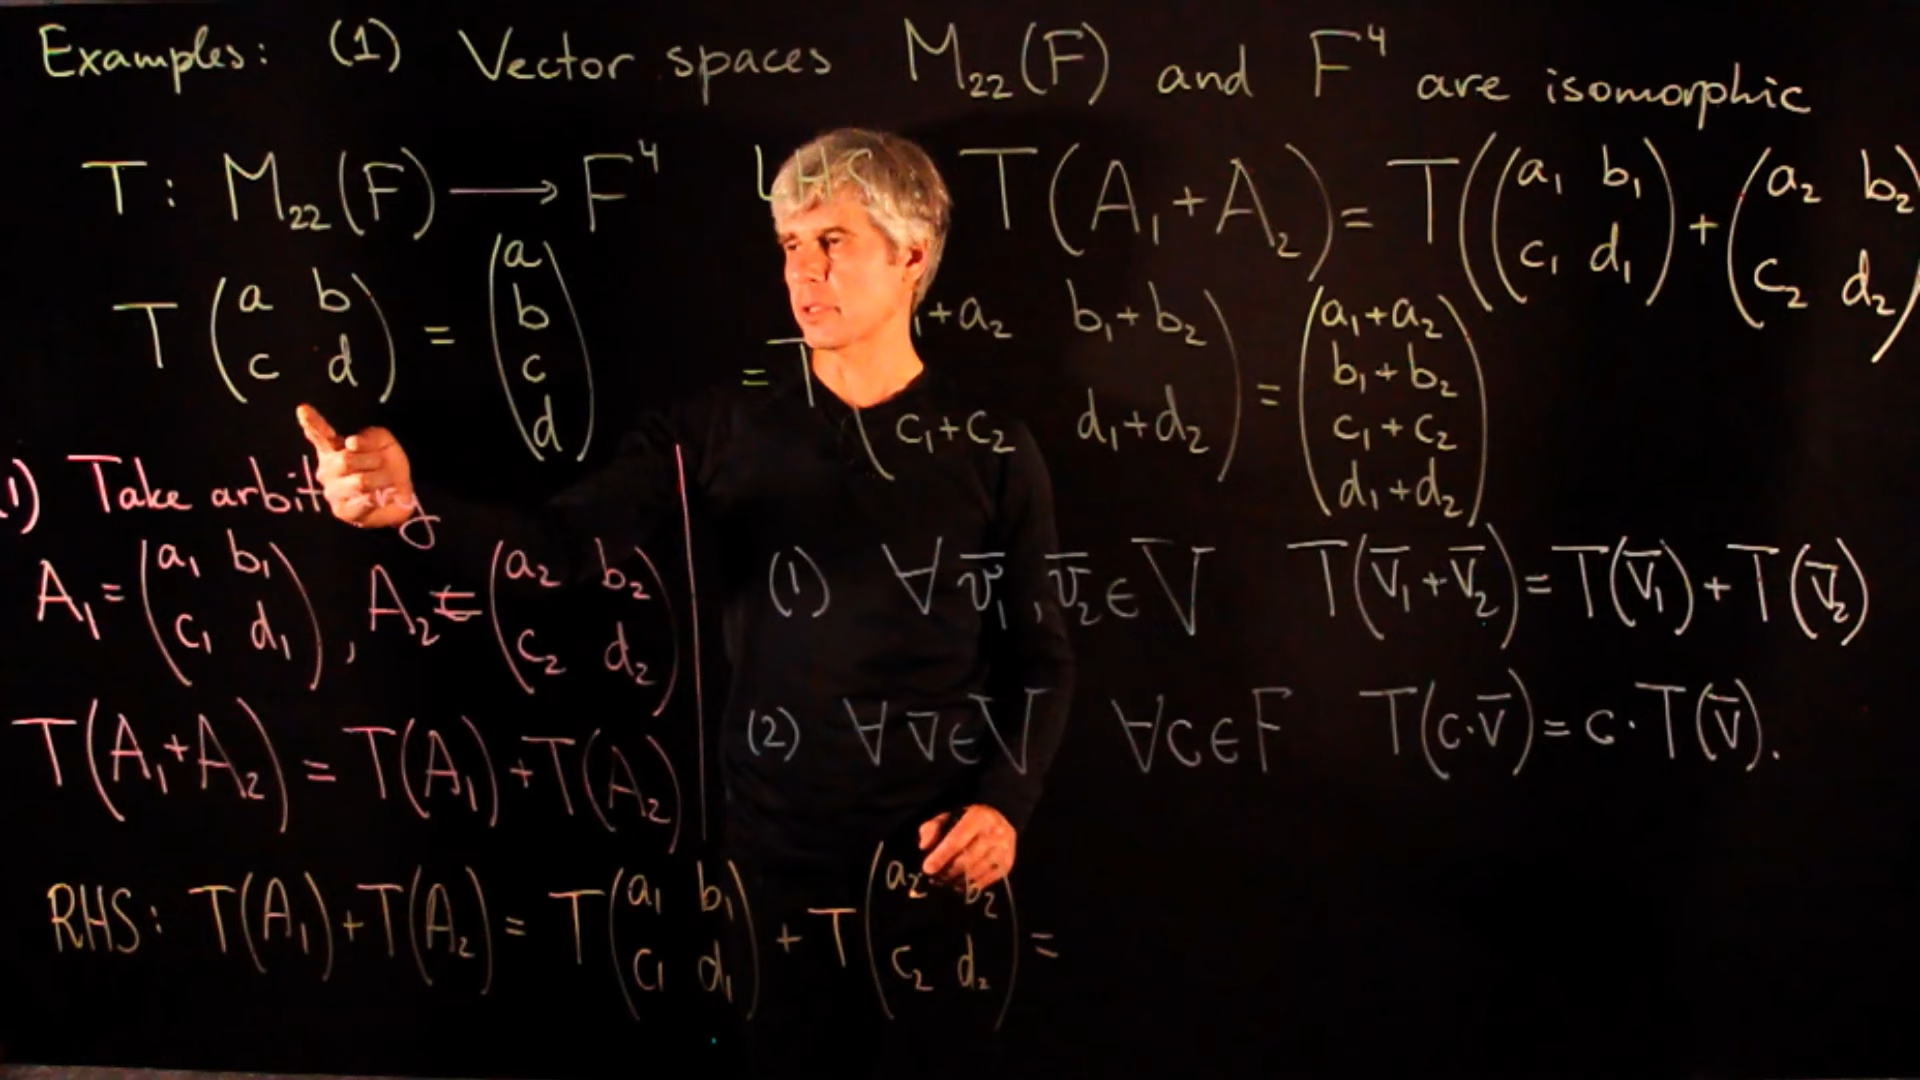 Examples: (1) Vector spaces M₂₂(F) and F⁴ are isomorphic
T: M₂₂(F) ⟶ F⁴
T (a b
c d) = (a
b
c
d)
LHS T(A₁+A₂) = T((a₁ b₁
c₁ d₁) + (a₂ b₂
c₂ d₂)
= T( ₁+a₂ b₁+b₂
c₁+c₂ d₁+d₂) = (a₁+a₂
b₁+b₂
c₁+c₂
d₁+d₂)
1) Take arbitrary
A₁ = (a₁ b₁
c₁ d₁), A₂ = (a₂ b₂
c₂ d₂)
T(A₁+A₂) = T(A₁)+T(A₂)
(1) ∀ v̄₁, v̄₂ ∈ V T(v̄₁+v̄₂) = T(v̄₁) + T(v̄₂)
(2) ∀ v̄ ∈ V ∀c∈F T(c·v̄) = c·T(v̄).
RHS: T(A₁)+T(A₂) = T(a₁ b₁
c₁ d₁) + T(a₂ b₂
c₂ d₂) =